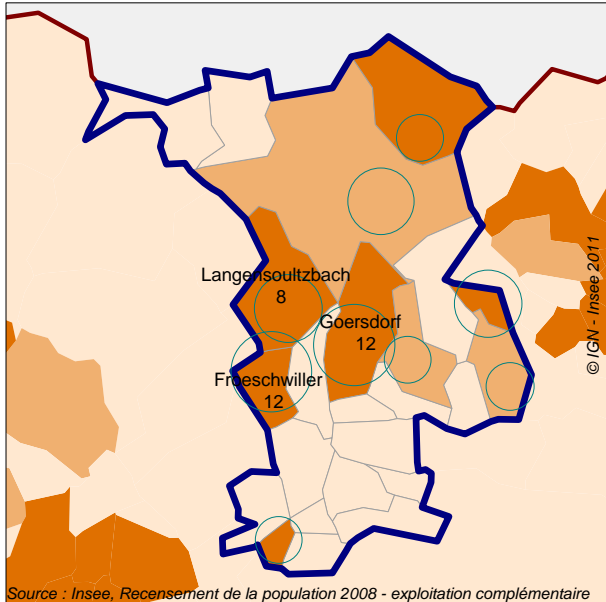 Langensoultzbach
8
Goersdorf
12
Froeschwiller
12
© IGN - Insee 2011
Source : Insee, Recensement de la population 2008 - exploitation complémentaire